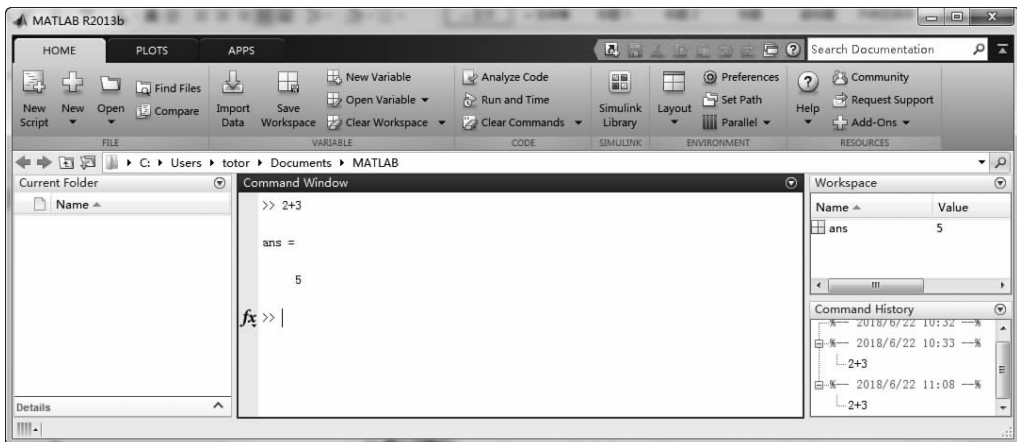 MATLAB R2013b
HOME PLOTS APPS
Search Documentation
New Script
New
Open
Find Files
Compare
FILE
Import Data
Save Workspace
New Variable
Open Variable
Clear Workspace
VARIABLE
Analyze Code
Run and Time
Clear Commands
CODE
Simulink Library
SIMULINK
Layout
Preferences
Set Path
Parallel
ENVIRONMENT
Help
Community
Request Support
Add-Ons
RESOURCES
C: Users totor Documents MATLAB
Current Folder
Name
Details
Command Window
>> 2+3
ans =
5
fx >>
Workspace
Name Value
ans 5
Command History
%-- 2018/6/22 10:32 --%
%-- 2018/6/22 10:33 --%
2+3
%-- 2018/6/22 11:08 --%
2+3